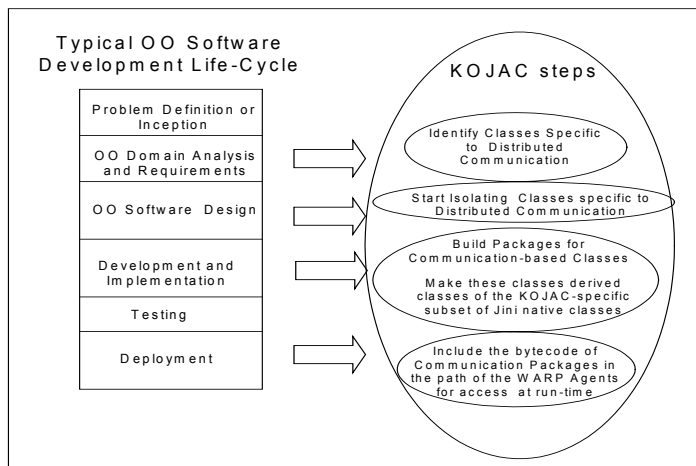 Typical OO Software
Development Life-Cycle
Problem Definition or
Inception
OO Domain Analysis
and Requirements
OO Software Design
Development and
Implementation
Testing
Deployment
KOJAC steps
Identify Classes Specific
to Distributed
Communication
Start Isolating Classes specific to
Distributed Communication
Build Packages for
Communication-based Classes
Make these classes derived
classes of the KOJAC-specific
subset of Jini native classes
Include the bytecode of
Communication Packages in
the path of the WARP Agents
for access at run-time